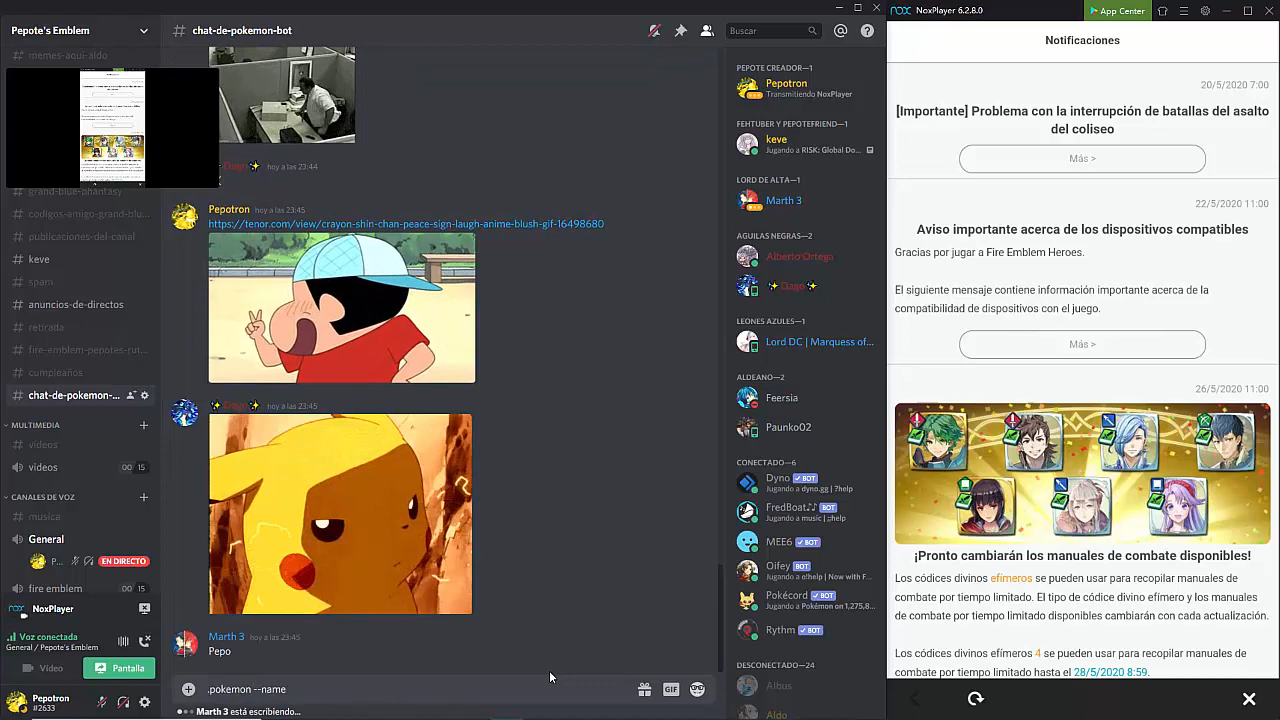 Pepote's Emblem
memes-aqui-aldo
grand-blue-phantasy
codigos-amigo-grand-blu...
publicaciones-del-canal
keve
spam
anuncios-de-directos
retirada
fire-emblem-pepotes-rut...
cumpleaños
chat-de-pokemon-...
MULTIMEDIA
videos
videos 00 15
CANALES DE VOZ
musica
General
P... EN DIRECTO
fire emblem 00 15
NoxPlayer
Voz conectada
General / Pepote's Emblem
Vídeo Pantalla
Pepotron
#2633
chat-de-pokemon-bot
Buscar
Dago hoy a las 23:44
Pepotron hoy a las 23:45
https://tenor.com/view/crayon-shin-chan-peace-sign-laugh-anime-blush-gif-16498680
Dago hoy a las 23:45
Marth 3 hoy a las 23:45
Pepo
.pokemon --name
GIF
Marth 3 está escribiendo...
PEPOTE CREADOR—1
Pepotron
Transmitiendo NoxPlayer
FEHTUBER Y PEPOTEFRIEND—1
keve
Jugando a RISK: Global Do...
LORD DE ALTA—1
Marth 3
AGUILAS NEGRAS—2
Alberto Ortega
Dago
LEONES AZULES—1
Lord DC | Marquess of...
ALDEANO—2
Feersia
Paunko02
CONECTADO—6
Dyno BOT
Jugando a dyno.gg | ?help
FredBoat♪♪ BOT
Jugando a music | ;;help
MEE6 BOT
Oifey BOT
Jugando a o!help | Now with F...
Pokécord BOT
Jugando a Pokémon on 1,275,8...
Rythm BOT
DESCONECTADO—24
Albus
Aldo
nox NoxPlayer 6.2.8.0 App Center
Notificaciones
20/5/2020 7:00
[Importante] Problema con la interrupción de batallas del asalto
del coliseo
Más >
22/5/2020 11:00
Aviso importante acerca de los dispositivos compatibles
Gracias por jugar a Fire Emblem Heroes.
El siguiente mensaje contiene información importante acerca de la
compatibilidad de dispositivos con el juego.
Más >
26/5/2020 11:00
¡Pronto cambiarán los manuales de combate disponibles!
Los códices divinos efímeros se pueden usar para recopilar manuales de
combate por tiempo limitado. El tipo de códice divino efímero y los manuales
de combate por tiempo limitado disponibles cambiarán con cada actualización.
Los códices divinos efímeros 4 se pueden usar para recopilar manuales de
combate por tiempo limitado hasta el 28/5/2020 8:59.